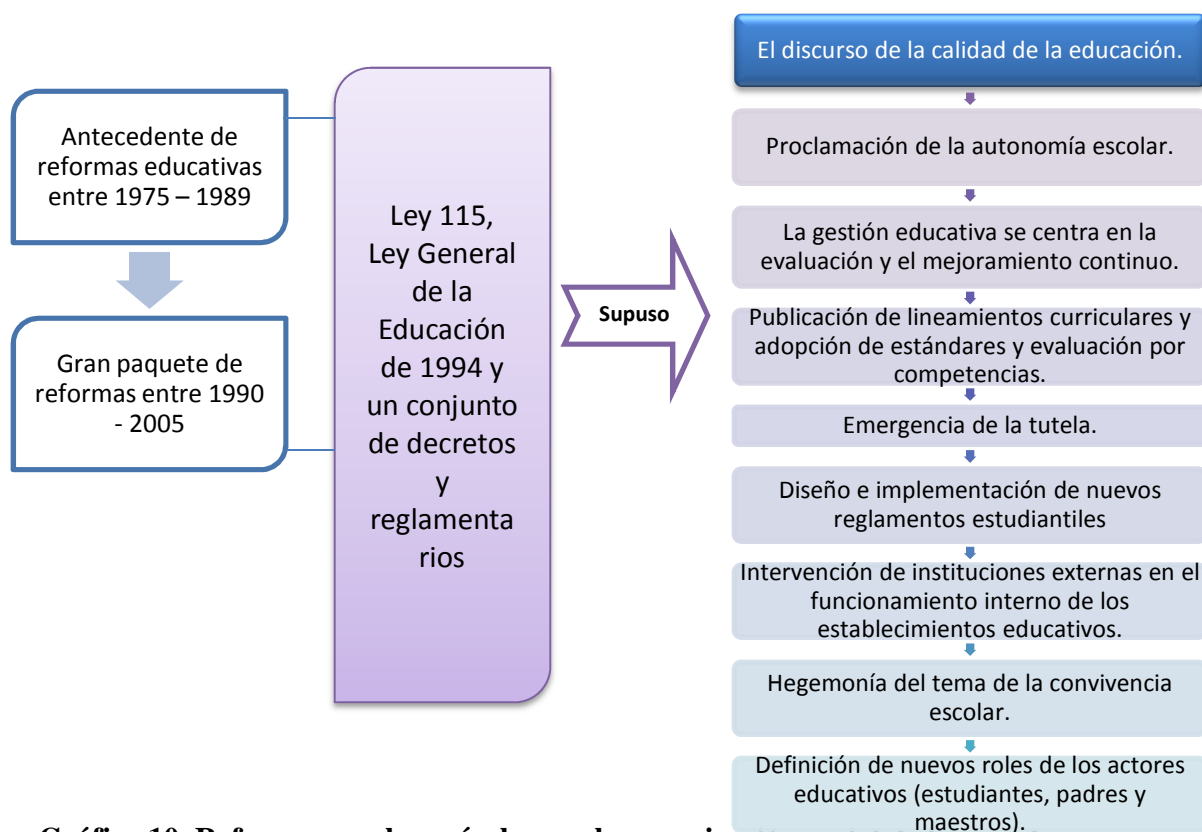 Antecedente de
reformas educativas
entre 1975 – 1989
Gran paquete de
reformas entre 1990
- 2005
Ley 115,
Ley General
de la
Educación
de 1994 y
un conjunto
de decretos
y
reglamenta
rios
Supuso
El discurso de la calidad de la educación.
Proclamación de la autonomía escolar.
La gestión educativa se centra en la
evaluación y el mejoramiento continuo.
Publicación de lineamientos curriculares y
adopción de estándares y evaluación por
competencias.
Emergencia de la tutela.
Diseño e implementación de nuevos
reglamentos estudiantiles
Intervención de instituciones externas en el
funcionamiento interno de los
establecimientos educativos.
Hegemonía del tema de la convivencia
escolar.
Definición de nuevos roles de los actores
educativos (estudiantes, padres y
maestros).